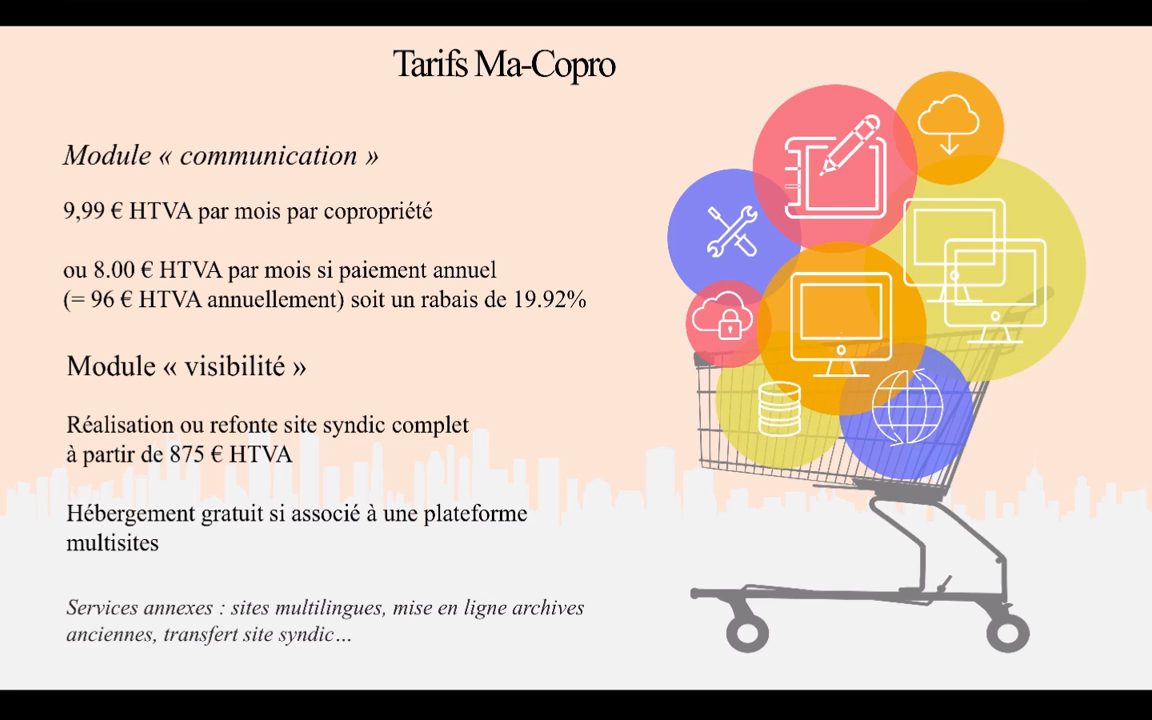 Tarifs Ma-Copro
Module « communication »
9,99 € HTVA par mois par copropriété
ou 8.00 € HTVA par mois si paiement annuel
(= 96 € HTVA annuellement) soit un rabais de 19.92%
Module « visibilité »
Réalisation ou refonte site syndic complet
à partir de 875 € HTVA
Hébergement gratuit si associé à une plateforme
multisites
Services annexes : sites multilingues, mise en ligne archives
anciennes, transfert site syndic…